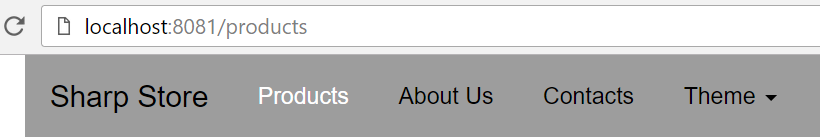 localhost:8081/products
Sharp Store Products About Us Contacts Theme